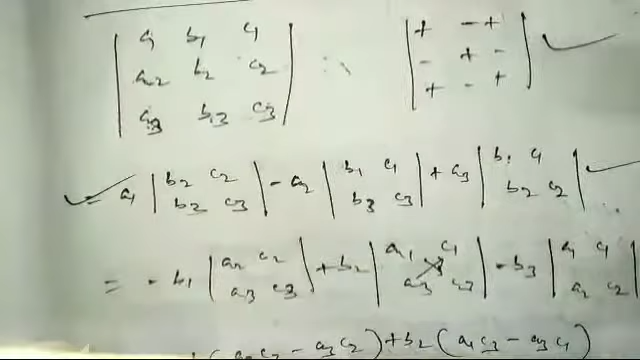 | a₁ b₁ c₁ | ∴ | + - + |
| a₂ b₂ c₂ | | - + - |
| a₃ b₃ c₃ | | + - + |
= a₁ | b₂ c₂ | - a₂ | b₁ c₁ | + a₃ | b₁ c₁ |
| b₃ c₃ | | b₃ c₃ | | b₂ c₂ |
= - b₁ | a₂ c₂ | + b₂ | a₁ c₁ | - b₃ | a₁ c₁ |
| a₃ c₃ | | a₃ c₃ | | a₂ c₂ |
(a₂c₃ - a₃c₂) + b₂ (a₁c₃ - a₃c₁)